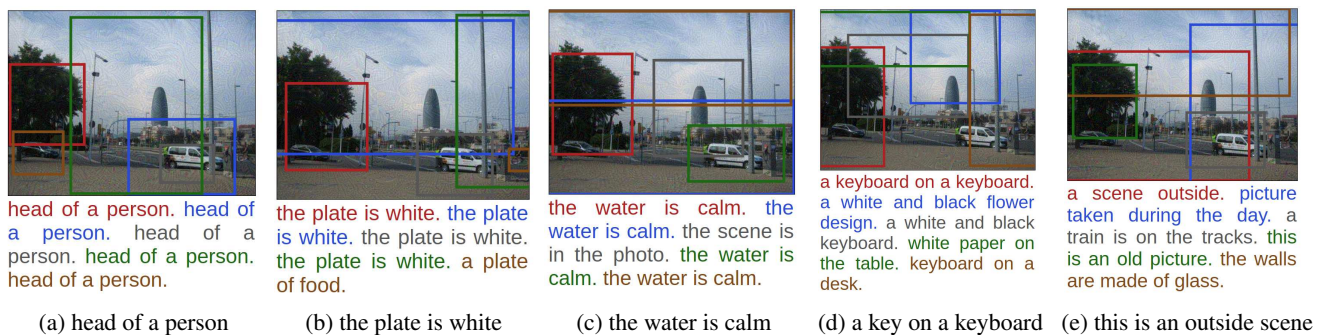 head of a person. head of
a person. head of a
person. head of a person.
head of a person.
(a) head of a person
the plate is white. the plate
is white. the plate is white.
the plate is white. a plate
of food.
(b) the plate is white
the water is calm. the
water is calm. the scene is
in the photo. the water is
calm. the water is calm.
(c) the water is calm
a keyboard on a keyboard.
a white and black flower
design. a white and black
keyboard. white paper on
the table. keyboard on a
desk.
(d) a key on a keyboard
a scene outside. picture
taken during the day. a
train is on the tracks. this
is an old picture. the walls
are made of glass.
(e) this is an outside scene